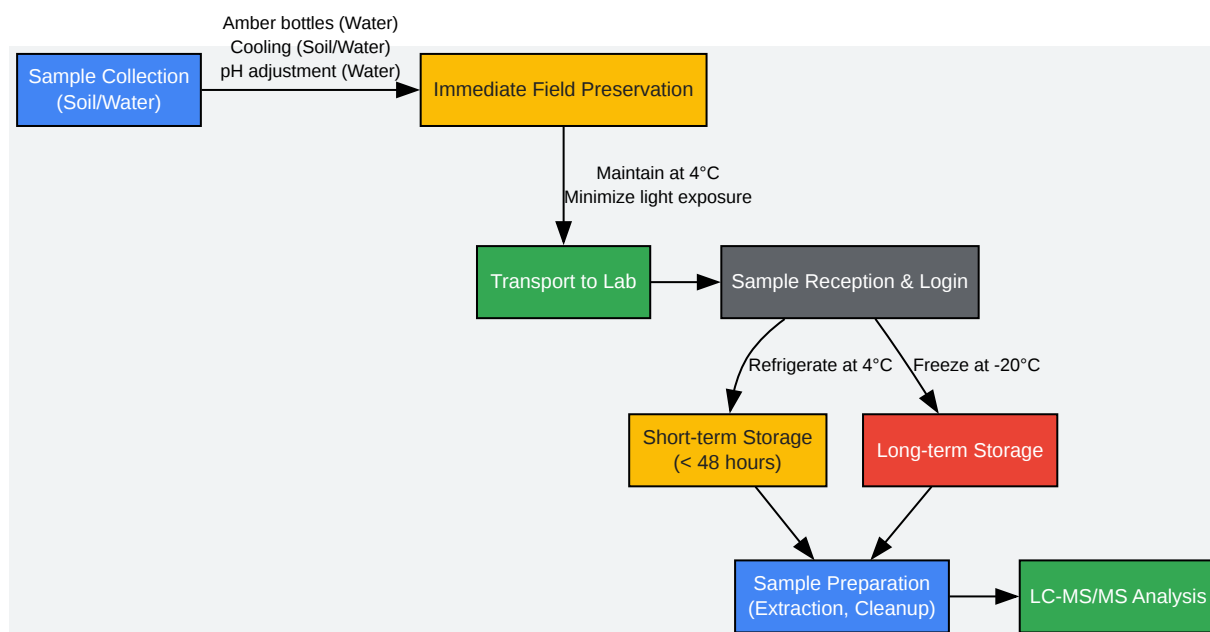 Amber bottles (Water)
Cooling (Soil/Water)
pH adjustment (Water)
Sample Collection
(Soil/Water)
Immediate Field Preservation
Maintain at 4°C
Minimize light exposure
Transport to Lab
Sample Reception & Login
Refrigerate at 4°C
Freeze at -20°C
Short-term Storage
(< 48 hours)
Long-term Storage
Sample Preparation
(Extraction, Cleanup)
LC-MS/MS Analysis